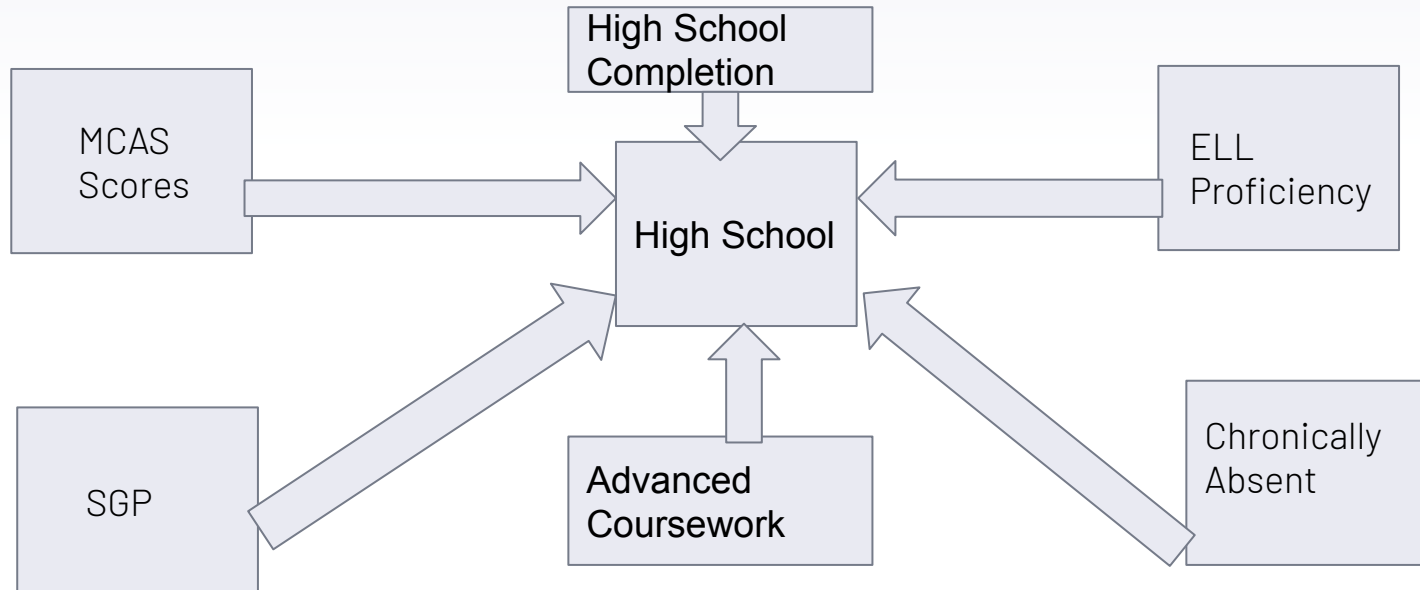 High School
Completion
MCAS
Scores
ELL
Proficiency
High School
SGP
Advanced
Coursework
Chronically
Absent